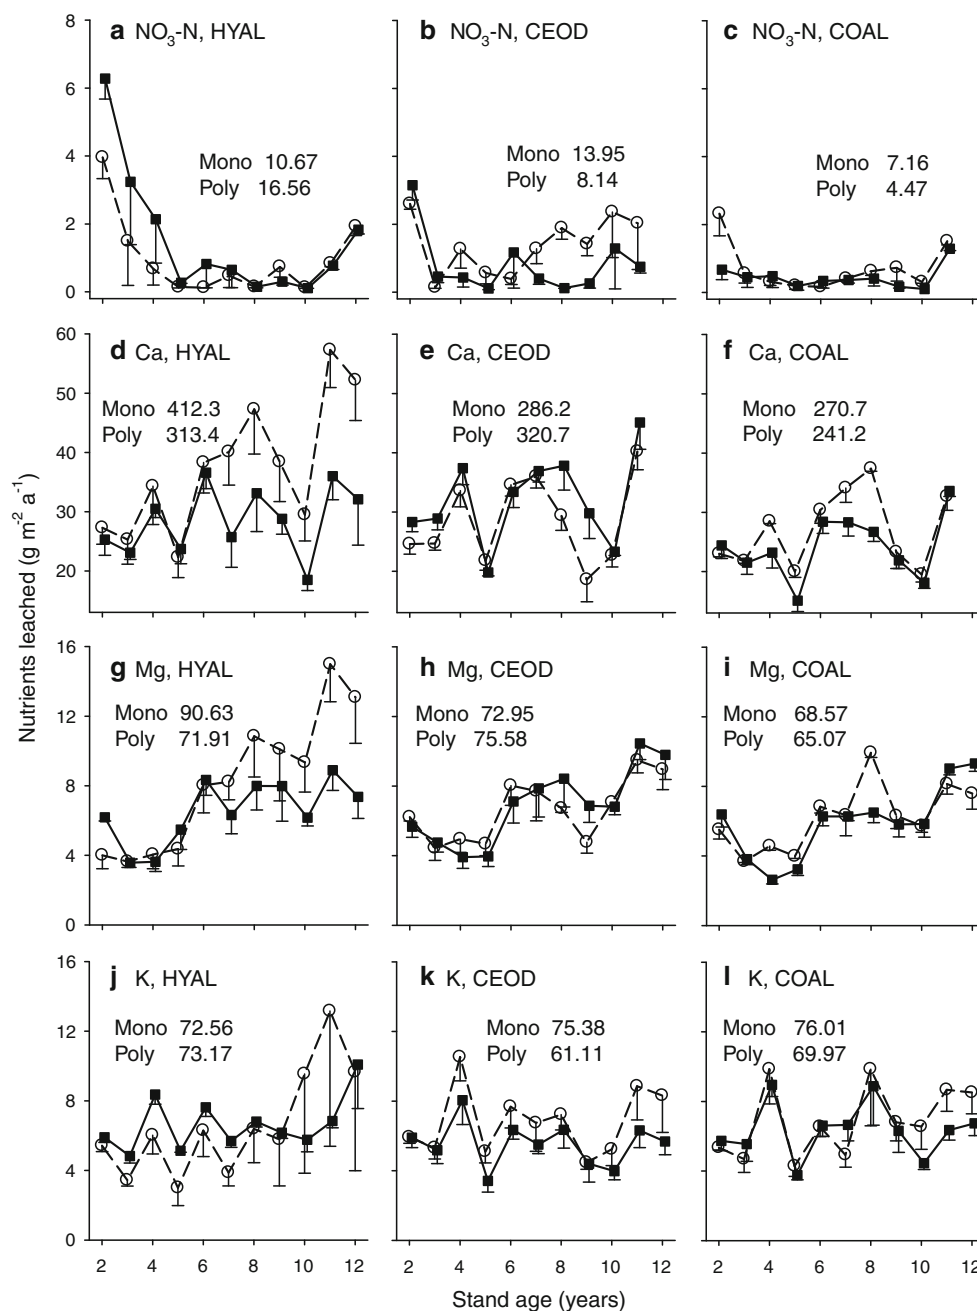 a NO3-N, HYAL
b NO3-N, CEOD
c NO3-N, COAL
8
6
4
2
0
Mono 10.67
Poly 16.56
Mono 13.95
Poly 8.14
Mono 7.16
Poly 4.47
d Ca, HYAL
e Ca, CEOD
f Ca, COAL
60
50
40
30
20
Mono 412.3
Poly 313.4
Mono 286.2
Poly 320.7
Mono 270.7
Poly 241.2
Nutrients leached (g m-2 a-1)
g Mg, HYAL
h Mg, CEOD
i Mg, COAL
16
12
8
4
0
Mono 90.63
Poly 71.91
Mono 72.95
Poly 75.58
Mono 68.57
Poly 65.07
j K, HYAL
k K, CEOD
l K, COAL
16
12
8
4
0
Mono 72.56
Poly 73.17
Mono 75.38
Poly 61.11
Mono 76.01
Poly 69.97
2 4 6 8 10 12
2 4 6 8 10 12
2 4 6 8 10 12
Stand age (years)